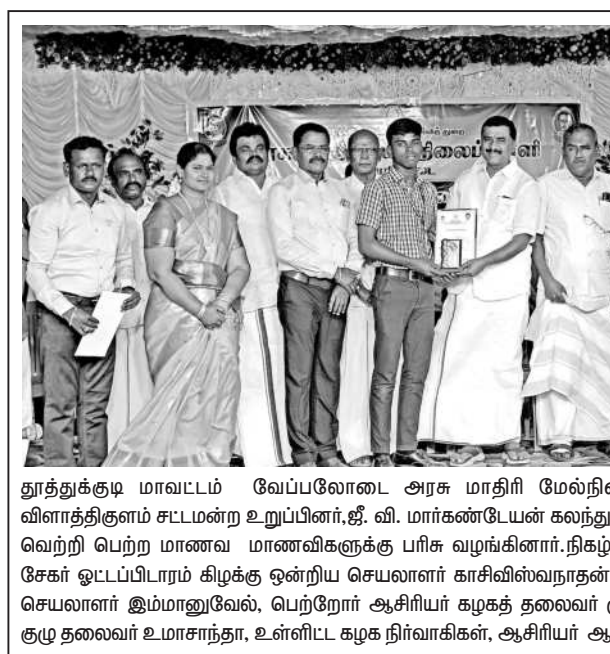 தூத்துக்குடி மாவட்டம் வேப்பலோடை அரசு மாதிரி மேல்நி
விளாத்திகுளம் சட்டமன்ற உறுப்பினர்,ஜீ. வி. மார்கண்டேயன் கலந்து
வெற்றி பெற்ற மாணவ மாணவிகளுக்கு பரிசு வழங்கினார்.நிகழ்
சேகர் ஓட்டப்பிடாரம் கிழக்கு ஒன்றிய செயலாளர் காசிவிஸ்வநாதன்
செயலாளர் இம்மானுவேல், பெற்றோர் ஆசிரியர் கழகத் தலைவர்
குழு தலைவர் உமாசாந்தா, உள்ளிட்ட கழக நிர்வாகிகள், ஆசிரியர்